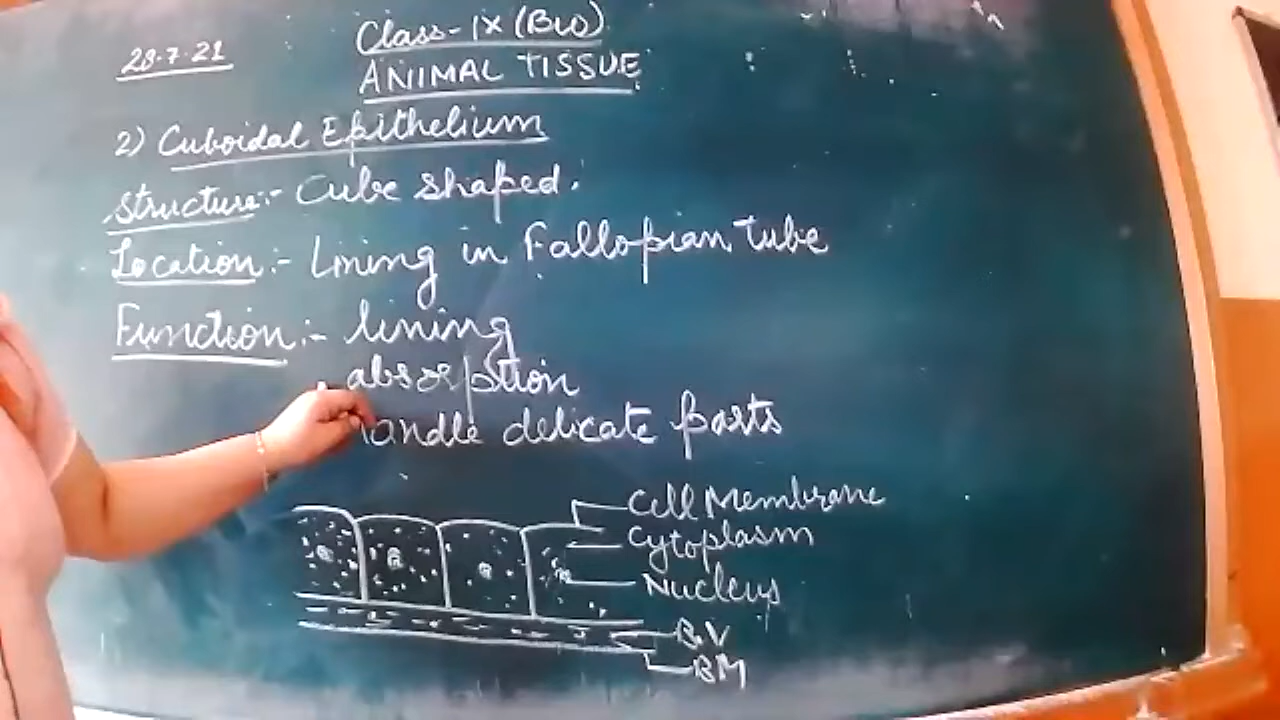 28.7.21
Class-IX (Bio)
ANIMAL TISSUE
2) Cuboidal Epithelium
Structure:- Cube shaped.
Location:- Lining in Fallopian tube
Function:- lining
absorption
handle delicate parts
Cell Membrane
Cytoplasm
Nucleus
B.V
BM